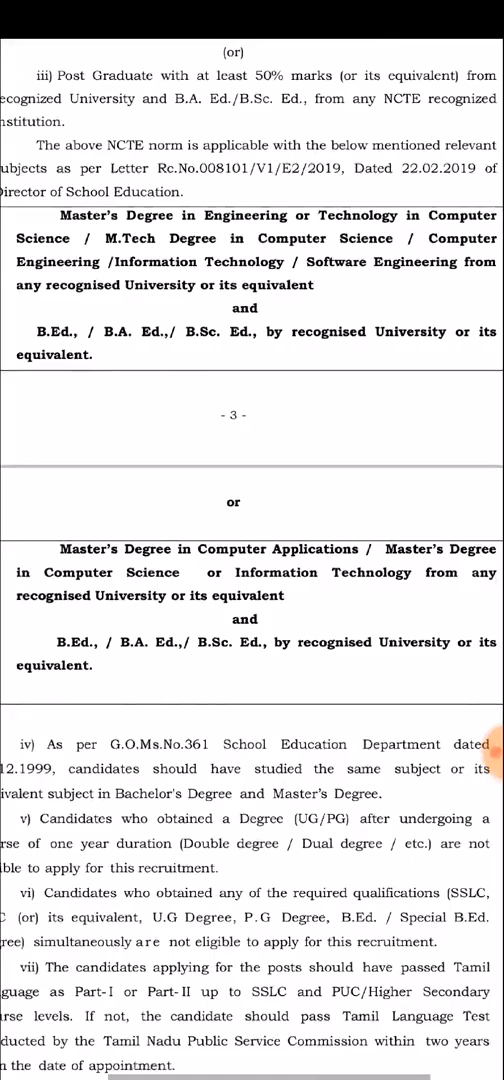 (or)
iii) Post Graduate with at least 50% marks (or its equivalent) from
ecognized University and B.A. Ed./B.Sc. Ed., from any NCTE recognized
nstitution.
The above NCTE norm is applicable with the below mentioned relevant
ubjects as per Letter Rc.No.008101/V1/E2/2019, Dated 22.02.2019 of
Director of School Education.
Master's Degree in Engineering or Technology in Computer
Science / M.Tech Degree in Computer Science / Computer
Engineering /Information Technology / Software Engineering from
any recognised University or its equivalent
and
B.Ed., / B.A. Ed.,/ B.Sc. Ed., by recognised University or its
equivalent.
- 3 -
or
Master's Degree in Computer Applications / Master's Degree
in Computer Science or Information Technology from any
recognised University or its equivalent
and
B.Ed., / B.A. Ed.,/ B.Sc. Ed., by recognised University or its
equivalent.
iv) As per G.O.Ms.No.361 School Education Department dated
12.1999, candidates should have studied the same subject or its
ivalent subject in Bachelor's Degree and Master's Degree.
v) Candidates who obtained a Degree (UG/PG) after undergoing a
rse of one year duration (Double degree / Dual degree / etc.) are not
ible to apply for this recruitment.
vi) Candidates who obtained any of the required qualifications (SSLC,
C (or) its equivalent, U.G Degree, P.G Degree, B.Ed. / Special B.Ed.
ree) simultaneously are not eligible to apply for this recruitment.
vii) The candidates applying for the posts should have passed Tamil
guage as Part-I or Part-II up to SSLC and PUC/Higher Secondary
urse levels. If not, the candidate should pass Tamil Language Test
ducted by the Tamil Nadu Public Service Commission within two years
n the date of appointment.